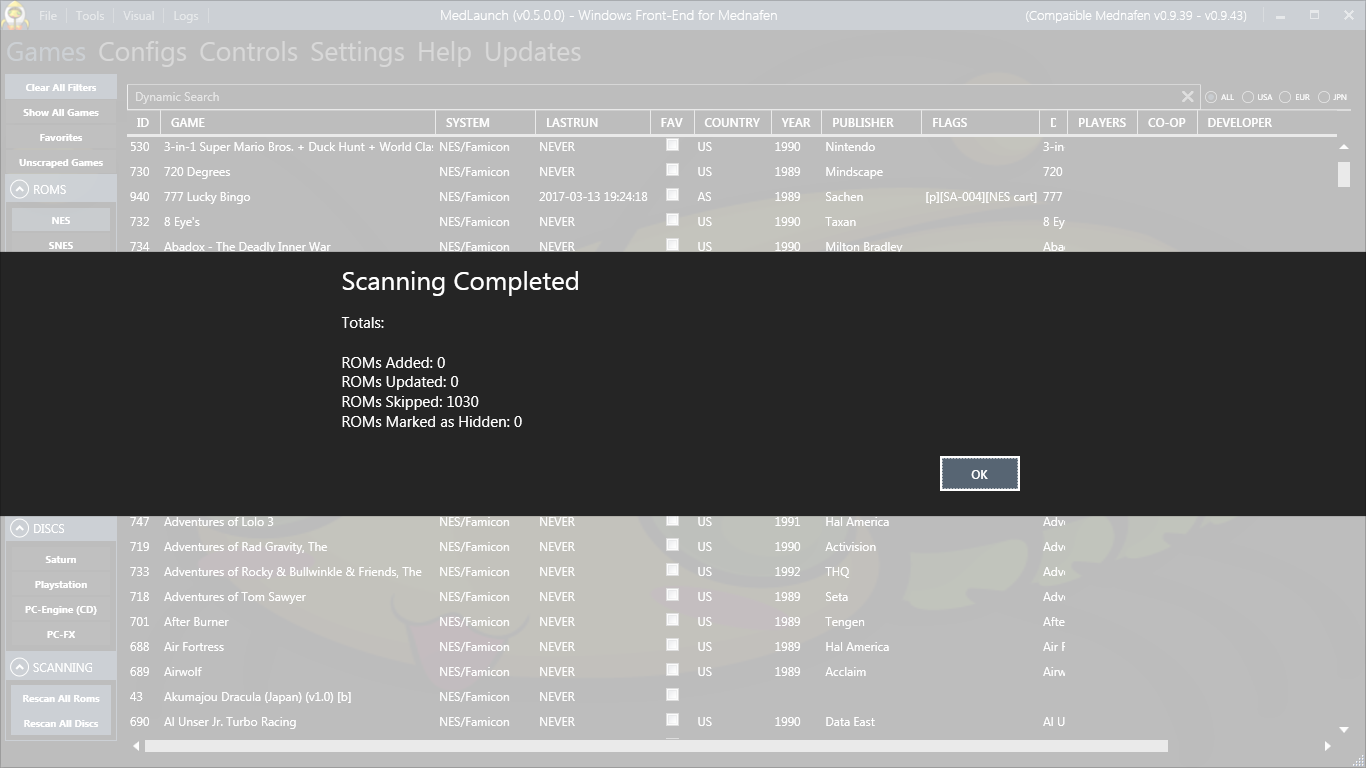 File Tools Visual Logs MedLaunch (v0.5.0.0) - Windows Front-End for Mednafen (Compatible Mednafen v0.9.39 - v0.9.43)
Games Configs Controls Settings Help Updates
Clear All Filters
Show All Games
Favorites
Unscraped Games
ROMS
NES
SNES
Dynamic Search ALL USA EUR JPN
ID GAME SYSTEM LASTRUN FAV COUNTRY YEAR PUBLISHER FLAGS D PLAYERS CO-OP DEVELOPER
530 3-in-1 Super Mario Bros. + Duck Hunt + World Clas NES/Famicon NEVER US 1990 Nintendo 3-in
730 720 Degrees NES/Famicon NEVER US 1989 Mindscape 720
940 777 Lucky Bingo NES/Famicon 2017-03-13 19:24:18 AS 1989 Sachen [p][SA-004][NES cart] 777
732 8 Eye's NES/Famicon NEVER US 1990 Taxan 8 Ey
734 Abadox - The Deadly Inner War NES/Famicon NEVER US 1990 Milton Bradley Aba
Scanning Completed
Totals:
ROMs Added: 0
ROMs Updated: 0
ROMs Skipped: 1030
ROMs Marked as Hidden: 0
OK
DISCS
Saturn
Playstation
PC-Engine (CD)
PC-FX
SCANNING
Rescan All Roms
Rescan All Discs
747 Adventures of Lolo 3 NES/Famicon NEVER US 1991 Hal America Adv
719 Adventures of Rad Gravity, The NES/Famicon NEVER US 1990 Activision Adv
733 Adventures of Rocky & Bullwinkle & Friends, The NES/Famicon NEVER US 1992 THQ Adv
718 Adventures of Tom Sawyer NES/Famicon NEVER US 1989 Seta Adv
701 After Burner NES/Famicon NEVER US 1989 Tengen Afte
688 Air Fortress NES/Famicon NEVER US 1989 Hal America Air F
689 Airwolf NES/Famicon NEVER US 1989 Acclaim Airw
43 Akumajou Dracula (Japan) (v1.0) [b] NES/Famicon NEVER
690 Al Unser Jr. Turbo Racing NES/Famicon NEVER US 1990 Data East Al U